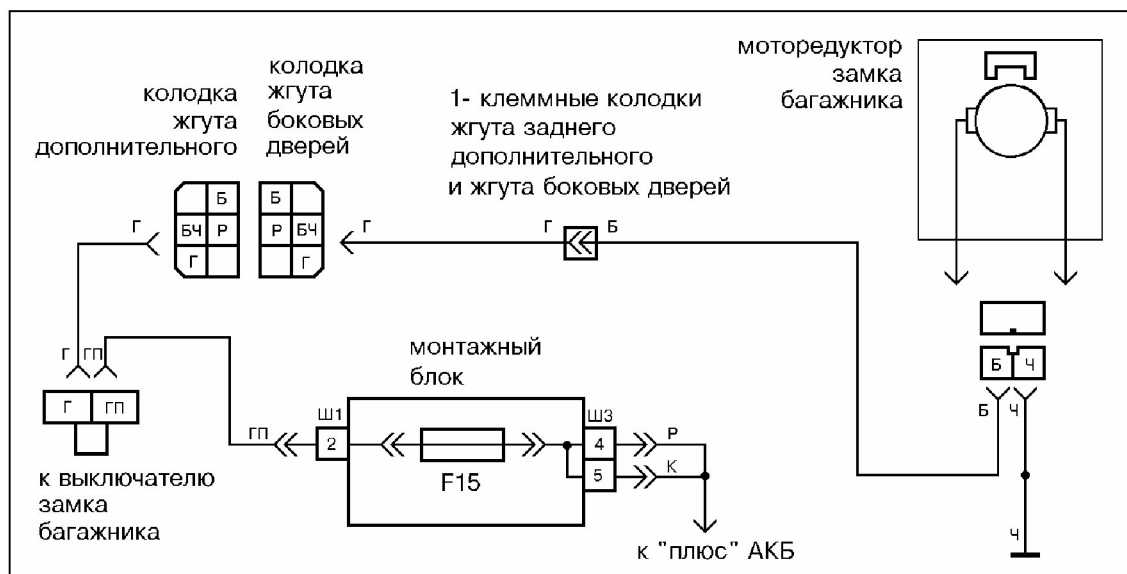 колодка
жгута
дополнительного
колодка
жгута
боковых
дверей
1- клеммные колодки
жгута заднего
дополнительного
и жгута боковых дверей
моторедуктор
замка
багажника
Б
БЧ Р
Г
Б
Р БЧ
Г
Г
Г
Г Б
Г ГП
Г ГП
к выключателю
замка
багажника
монтажный
блок
ГП
Ш1
2
F15
Ш3
4
5
Р
К
к "плюс" АКБ
Б Ч
Б Ч
Ч